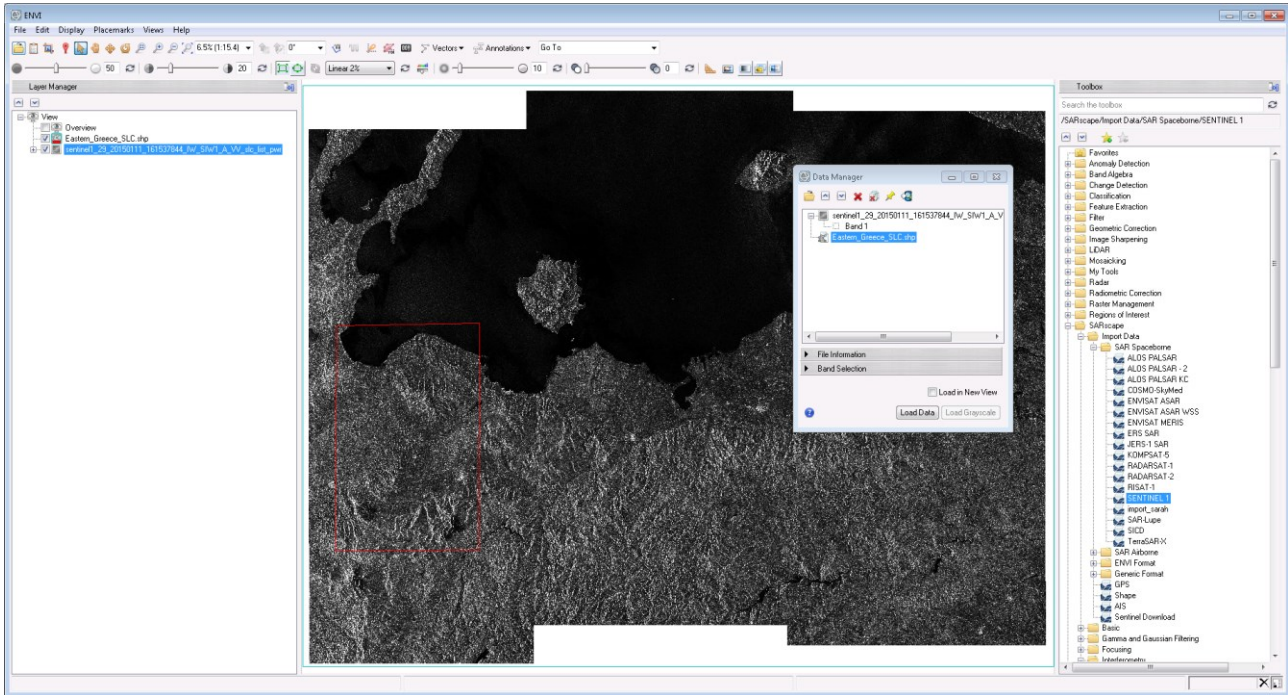 ENVI
File Edit Display Placemarks Views Help
6.5% (1:15.4) 0° Vectors Annotations Go To
50 20 Linear 2% 10 0
Layer Manager
View
Overview
Eastern_Greece_SLC.shp
sentinel1_29_20150111_161537844_IW_SIW1_A_VV_slc_list_pwr
Data Manager
sentinel1_29_20150111_161537844_IW_SIW1_A_V
Band 1
Eastern_Greece_SLC.shp
File Information
Band Selection
Load in New View
Load Data Load Grayscale
Toolbox
Search the toolbox
/SARscape/Import Data/SAR Spaceborne/SENTINEL 1
Favorites
Anomaly Detection
Band Algebra
Change Detection
Classification
Feature Extraction
Filter
Geometric Correction
Image Sharpening
LiDAR
Mosaicking
My Tools
Radar
Radiometric Correction
Raster Management
Regions of Interest
SARscape
Import Data
SAR Spaceborne
ALOS PALSAR
ALOS PALSAR - 2
ALOS PALSAR KC
COSMO-SkyMed
ENVISAT ASAR
ENVISAT ASAR WSS
ENVISAT MERIS
ERS SAR
JERS-1 SAR
KOMPSAT-5
RADARSAT-1
RADARSAT-2
RISAT-1
SENTINEL 1
import_sarah
SAR-Lupe
SICD
TerraSAR-X
SAR Airborne
ENVI Format
Generic Format
GPS
Shape
AIS
Sentinel Download
Basic
Gamma and Gaussian Filtering
Focusing
Interferometry